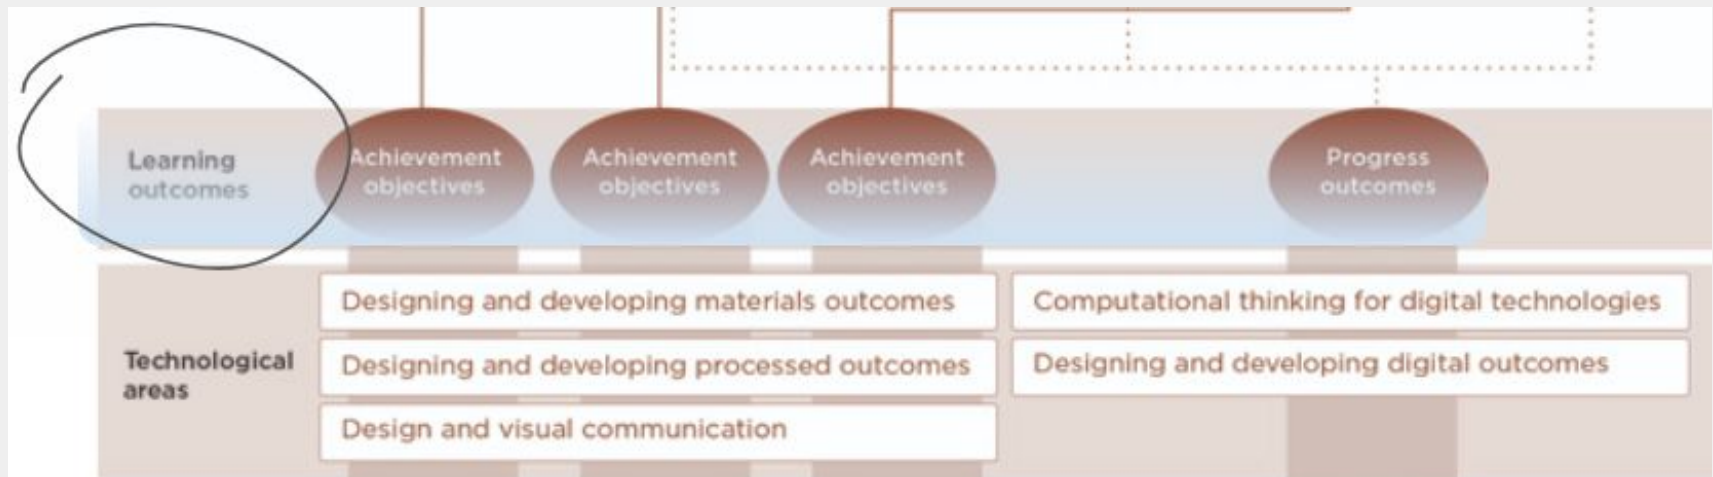 Learning
outcomes
Achievement
objectives
Achievement
objectives
Achievement
objectives
Progress
outcomes
Technological
areas
Designing and developing materials outcomes
Designing and developing processed outcomes
Design and visual communication
Computational thinking for digital technologies
Designing and developing digital outcomes